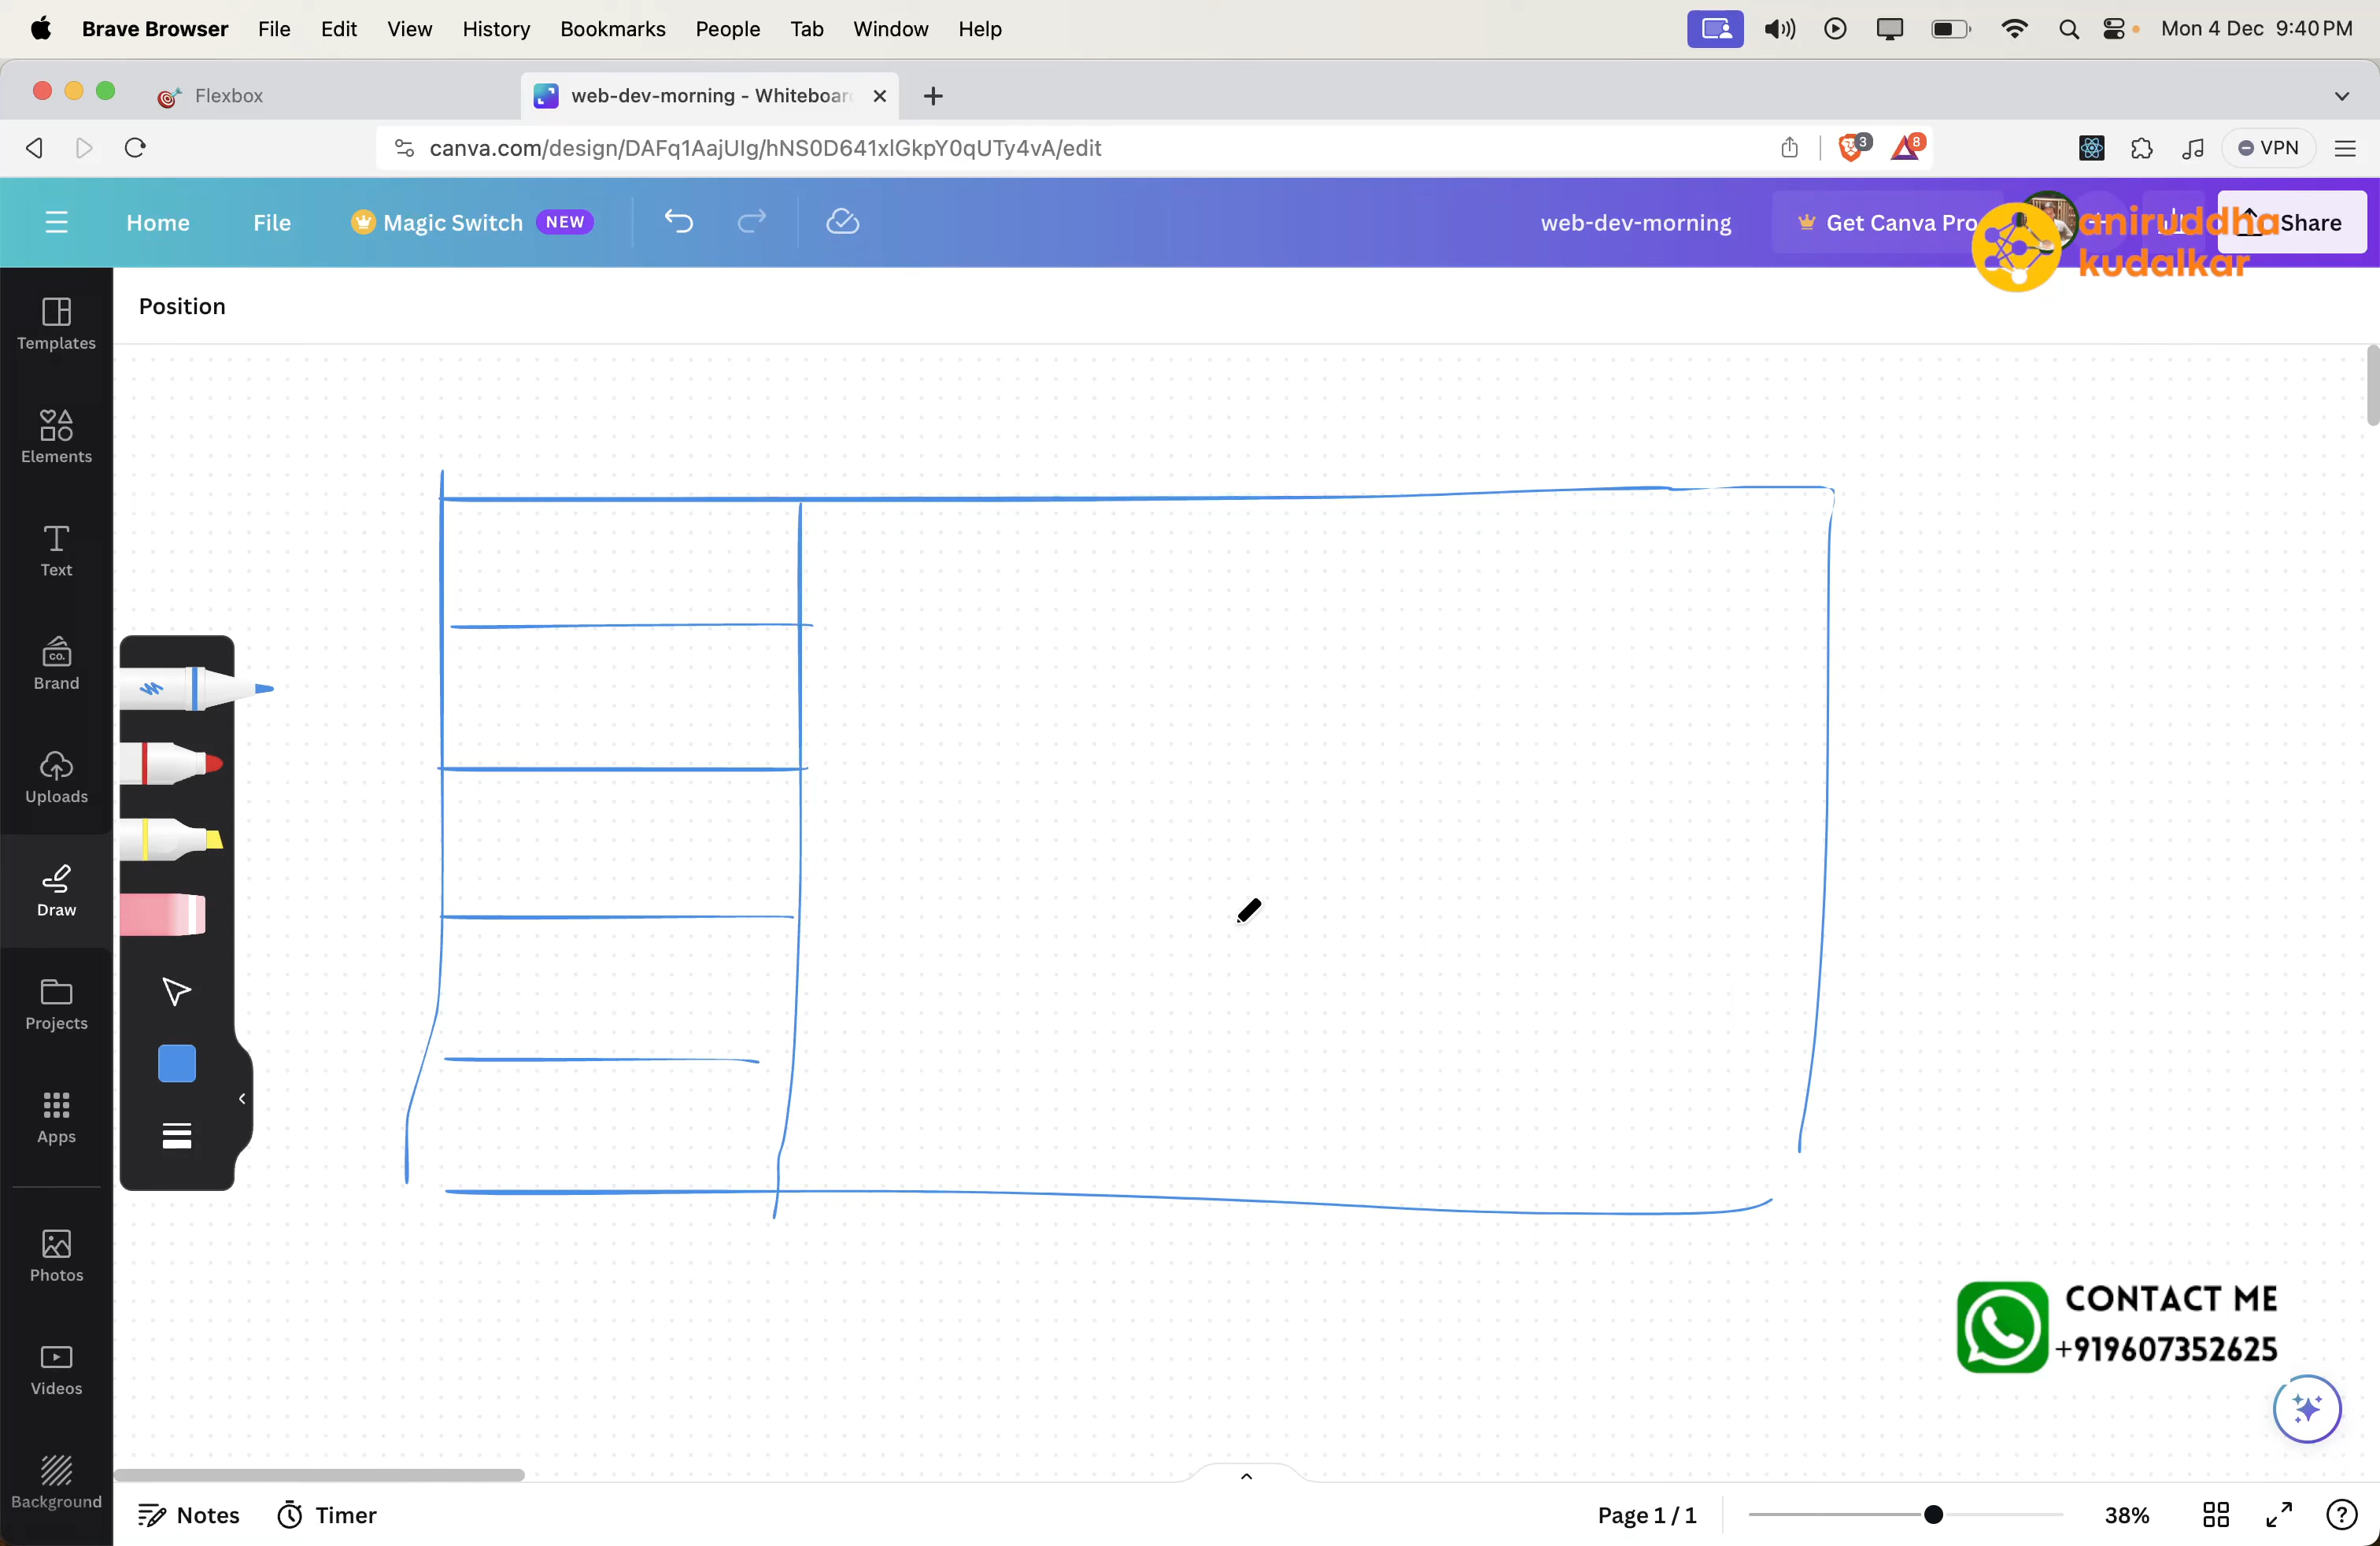 Brave Browser File Edit View History Bookmarks People Tab Window Help Mon 4 Dec 9:40 PM
Flexbox web-dev-morning - Whiteboar
canva.com/design/DAFq1AajUIg/hNS0D641xIGkpY0qUTy4vA/edit 3 8 VPN
Home File Magic Switch NEW web-dev-morning Get Canva Pro Share
aniruddha
kudalkar
Position
Templates
Elements
Text
CO.
Brand
Uploads
Draw
Projects
Apps
Photos
Videos
Background
CONTACT ME
+919607352625
Notes Timer Page 1 / 1 38%